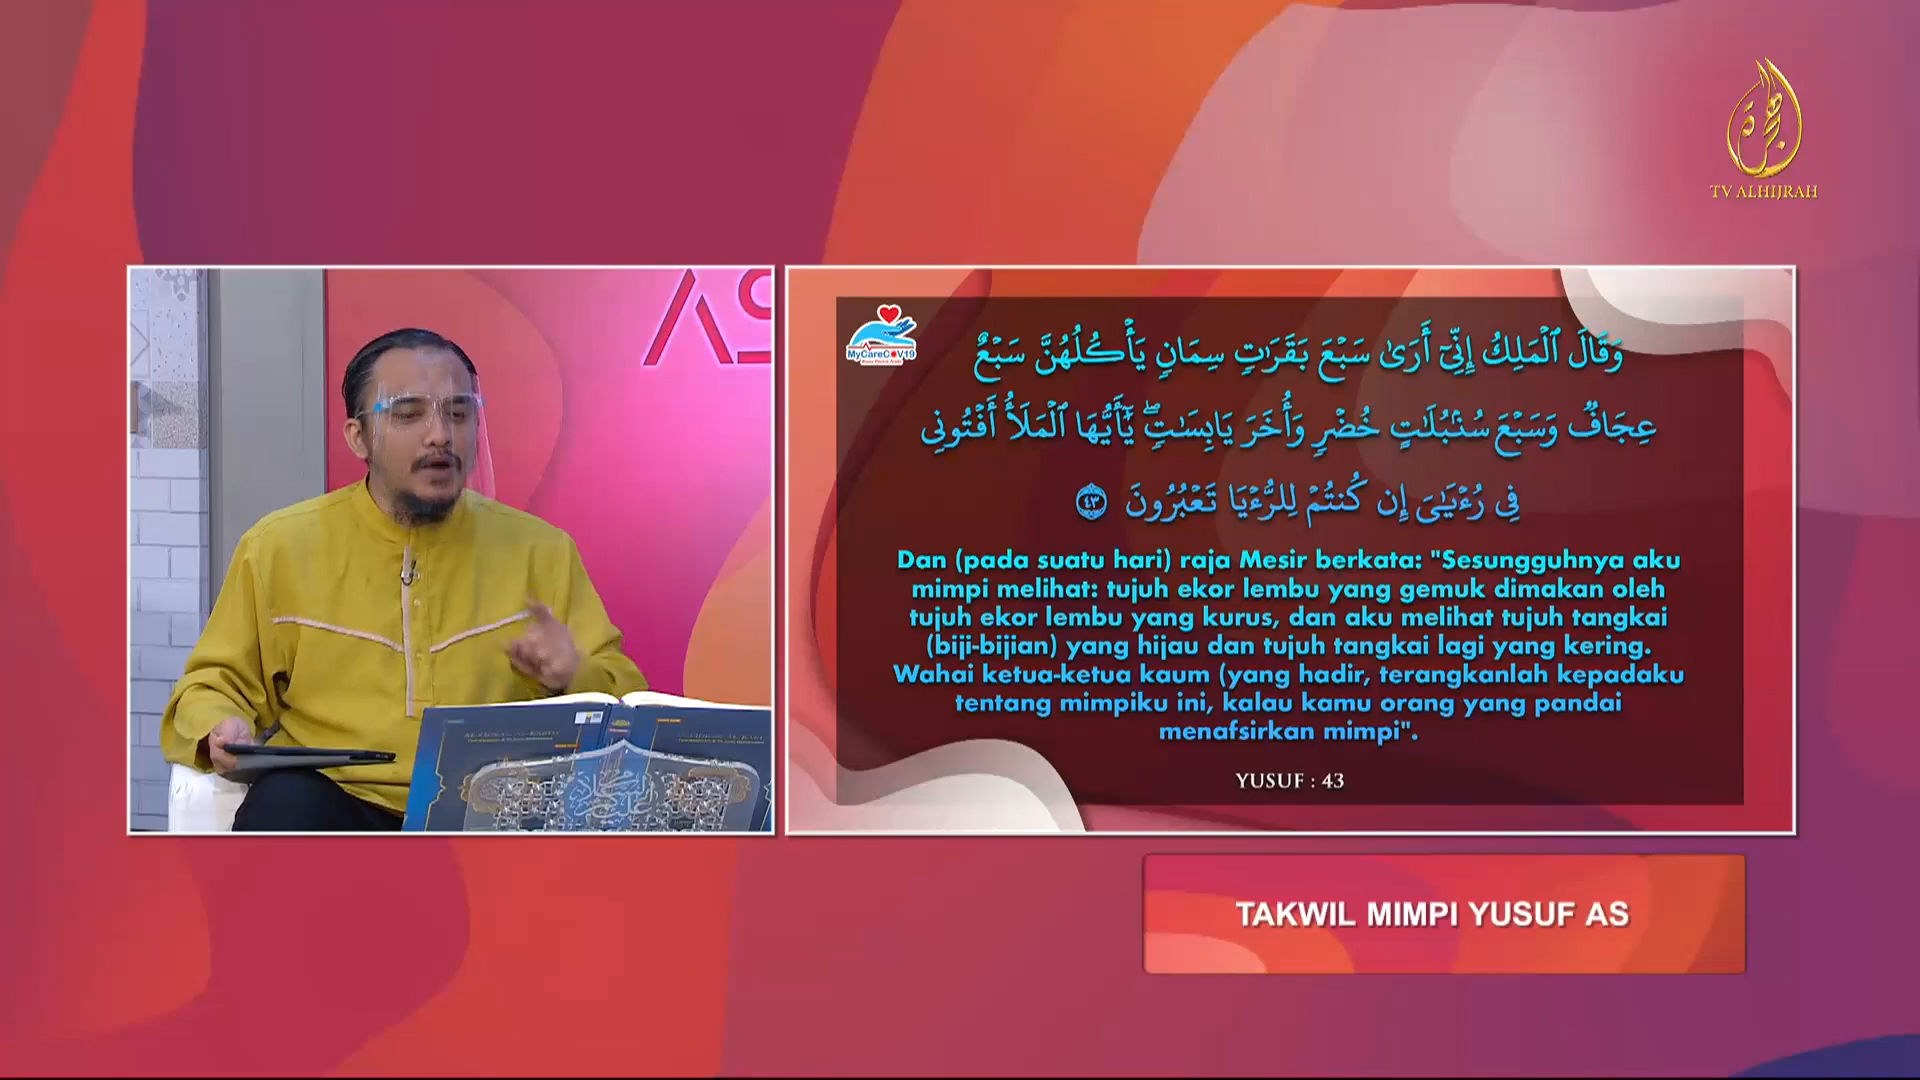 TV ALHIJRAH
AS
MyCareCOV19
وَقَالَ ٱلْمَلِكُ إِنِّىٓ أَرَىٰ سَبْعَ بَقَرَٰتٍ سِمَانٍ يَأْكُلُهُنَّ سَبْعٌ
عِجَافٌ وَسَبْعَ سُنۢبُلَٰتٍ خُضْرٍ وَأُخَرَ يَابِسَٰتٍ ۖ يَٰٓأَيُّهَا ٱلْمَلَأُ أَفْتُونِى
فِى رُءْيَٰىَ إِن كُنتُمْ لِلرُّءْيَا تَعْبُرُونَ ٤٣
Dan (pada suatu hari) raja Mesir berkata: "Sesungguhnya aku
mimpi melihat: tujuh ekor lembu yang gemuk dimakan oleh
tujuh ekor lembu yang kurus, dan aku melihat tujuh tangkai
(biji-bijian) yang hijau dan tujuh tangkai lagi yang kering.
Wahai ketua-ketua kaum (yang hadir, terangkanlah kepadaku
tentang mimpiku ini, kalau kamu orang yang pandai
menafsirkan mimpi".
YUSUF : 43
TAKWIL MIMPI YUSUF AS